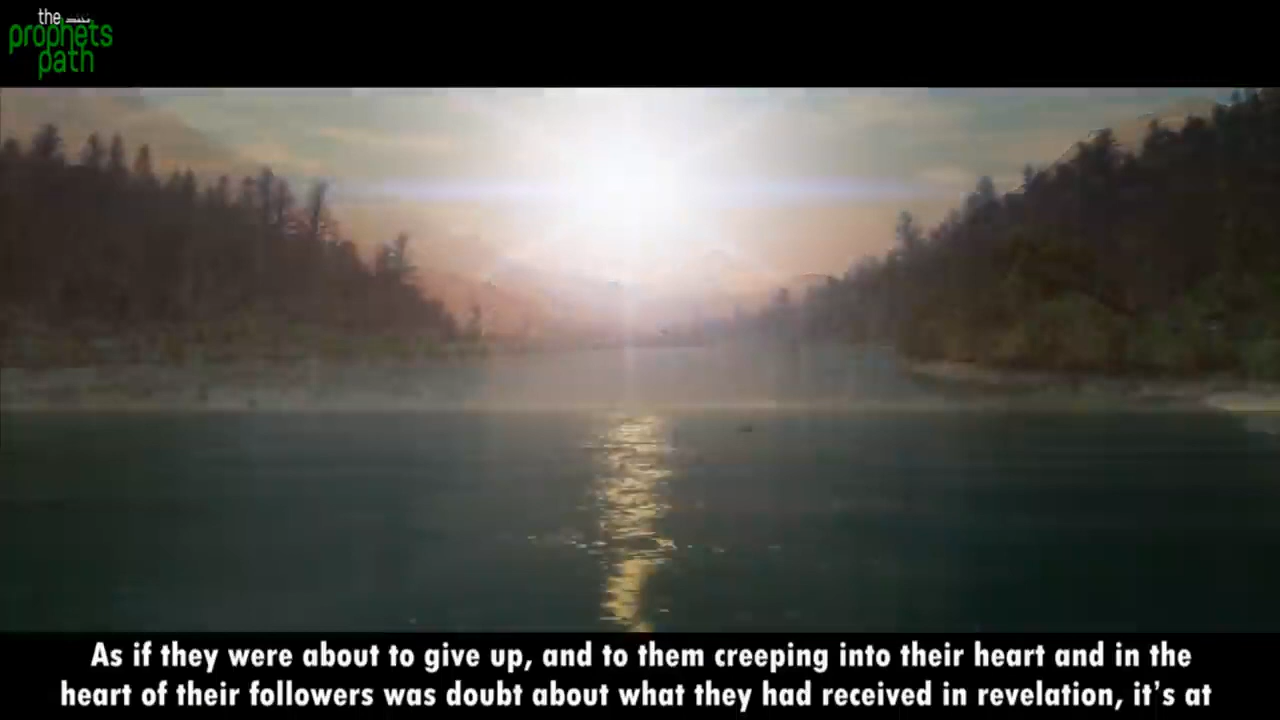 the
prophets
path
As if they were about to give up, and to them creeping into their heart and in the
heart of their followers was doubt about what they had received in revelation, it's at